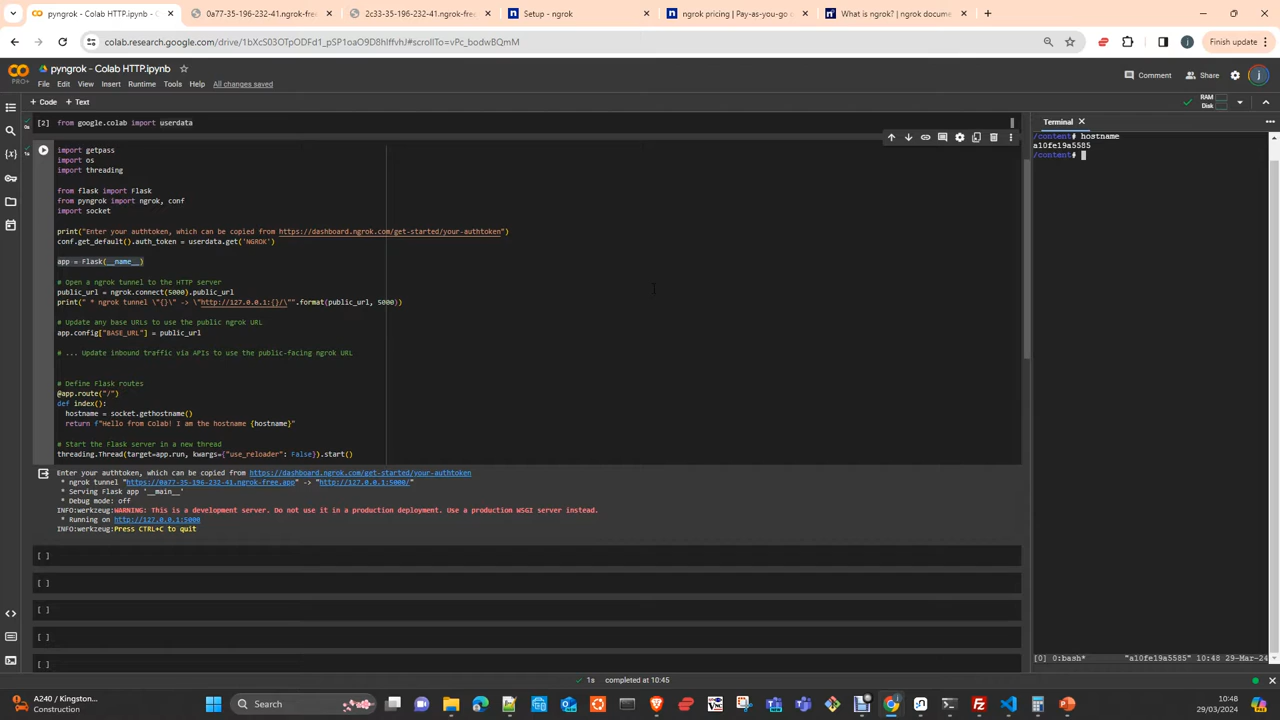 pyngrok - Colab HTTP.ipynb
0a77-35-196-232-41.ngrok-fre
2c33-35-196-232-41.ngrok-free.
Setup - ngrok
ngrok pricing | Pay-as-you-go o
What is ngrok? | ngrok docume
colab.research.google.com/drive/1bXcS03OTpODFd1_pSP1oaO9D8hIffvhJ#scrollTo=vPc_bodwBQmM
Finish update
pyngrok - Colab HTTP.ipynb
PRO+
File Edit View Insert Runtime Tools Help All changes saved
Comment
Share
+ Code + Text
RAM
Disk
[2] from google.colab import userdata
import getpass
import os
import threading
from flask import Flask
from pyngrok import ngrok, conf
import socket
print("Enter your authtoken, which can be copied from https://dashboard.ngrok.com/get-started/your-authtoken")
conf.get_default().auth_token = userdata.get('NGROK')
app = Flask(__name__)
# Open a ngrok tunnel to the HTTP server
public_url = ngrok.connect(5000).public_url
print(" * ngrok tunnel \"{}\" -> \"http://127.0.0.1:{}/\"".format(public_url, 5000))
# Update any base URLs to use the public ngrok URL
app.config["BASE_URL"] = public_url
# ... Update inbound traffic via APIs to use the public-facing ngrok URL
# Define Flask routes
@app.route("/")
def index():
hostname = socket.gethostname()
return f"Hello from Colab! I am the hostname {hostname}"
# Start the Flask server in a new thread
threading.Thread(target=app.run, kwargs={"use_reloader": False}).start()
Enter your authtoken, which can be copied from https://dashboard.ngrok.com/get-started/your-authtoken
* ngrok tunnel "https://0a77-35-196-232-41.ngrok-free.app" -> "http://127.0.0.1:5000/"
* Serving Flask app '__main__'
* Debug mode: off
INFO:werkzeug:WARNING: This is a development server. Do not use it in a production deployment. Use a production WSGI server instead.
* Running on http://127.0.0.1:5000
INFO:werkzeug:Press CTRL+C to quit
[ ]
[ ]
[ ]
[ ]
[ ]
Terminal
/content# hostname
a10fe19a5585
/content#
[0] 0:bash* "a10fe19a5585" 10:48 29-Mar-24
1s completed at 10:45
A240 / Kingston...
Construction
Search
10:48
29/03/2024